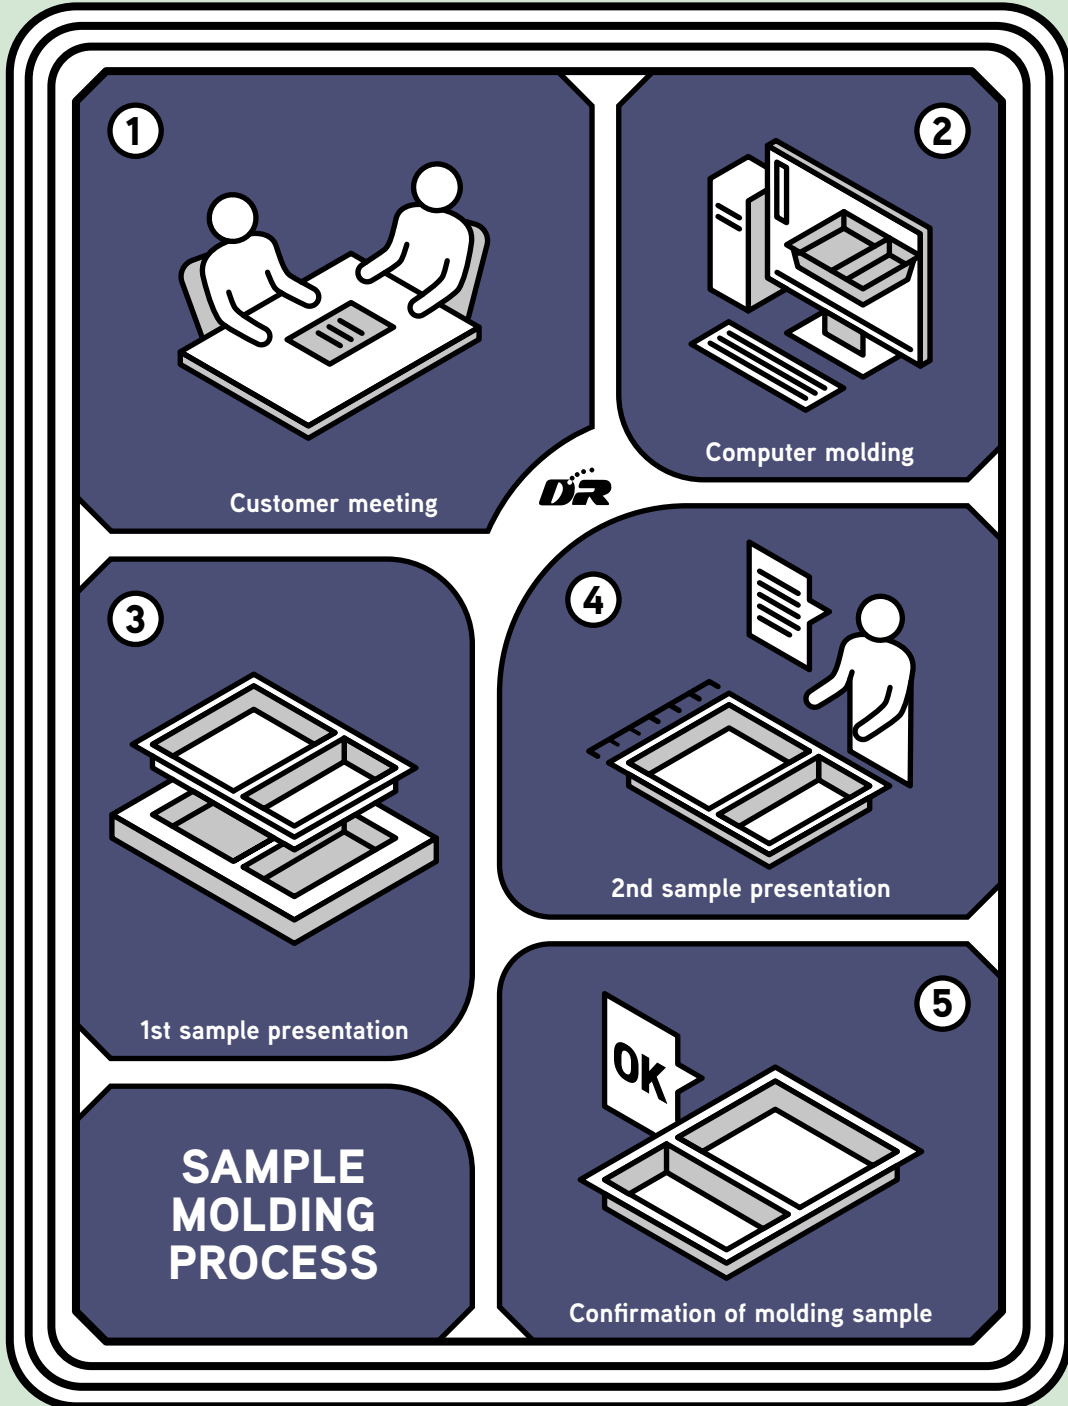 1
Customer meeting
2
Computer molding
DR
3
1st sample presentation
4
2nd sample presentation
5
OK
Confirmation of molding sample
SAMPLE
MOLDING
PROCESS